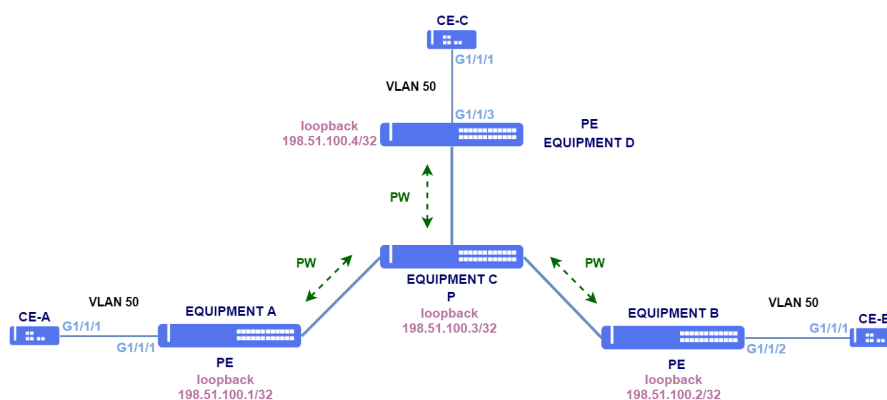 CE-C
G1/1/1
VLAN 50
G1/1/3
loopback
198.51.100.4/32
PE
EQUIPMENT D
PW
PW
PW
EQUIPMENT C
P
loopback
198.51.100.3/32
VLAN 50
EQUIPMENT A
CE-A
G1/1/1
G1/1/1
PE
loopback
198.51.100.1/32
EQUIPMENT B
VLAN 50
G1/1/1
CE-B
G1/1/2
PE
loopback
198.51.100.2/32